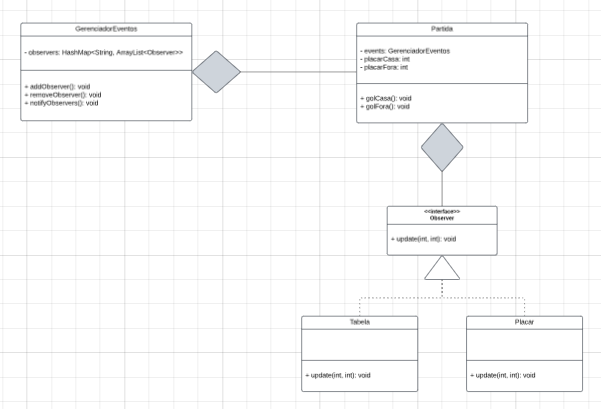 GerenciadorEventos
- observers: HashMap<String, ArrayList<Observer>>
+ addObserver(): void
+ removeObserver(): void
+ notifyObservers(): void
Partida
- events: GerenciadorEventos
- placarCasa: int
- placarFora: int
+ golCasa(): void
+ golFora(): void
<<interface>>
Observer
+ update(int, int): void
Tabela
+ update(int, int): void
Placar
+ update(int, int): void